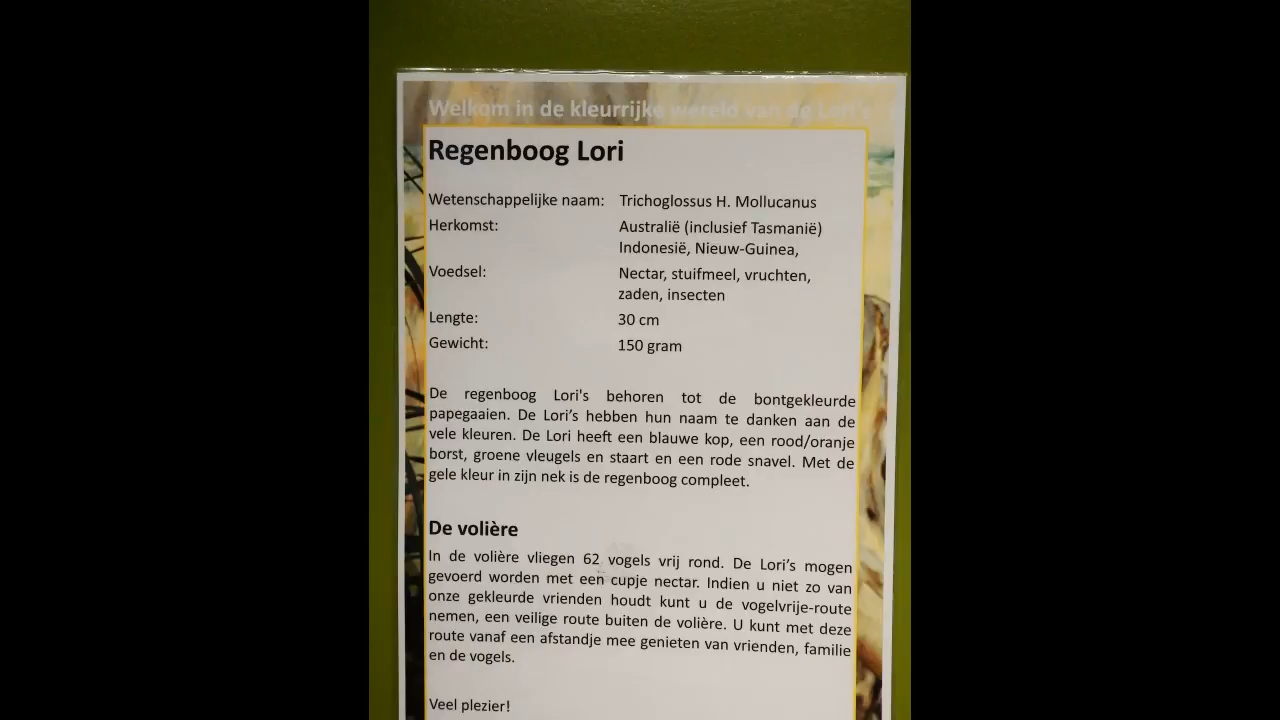 Welkom in de kleurrijke wereld van de Lori's
Regenboog Lori
Wetenschappelijke naam: Trichoglossus H. Mollucanus
Herkomst: Australië (inclusief Tasmanië)
Indonesië, Nieuw-Guinea,
Voedsel: Nectar, stuifmeel, vruchten,
zaden, insecten
Lengte: 30 cm
Gewicht: 150 gram
De regenboog Lori's behoren tot de bontgekleurde
papegaaien. De Lori’s hebben hun naam te danken aan de
vele kleuren. De Lori heeft een blauwe kop, een rood/oranje
borst, groene vleugels en staart en een rode snavel. Met de
gele kleur in zijn nek is de regenboog compleet.
De volière
In de volière vliegen 62 vogels vrij rond. De Lori’s mogen
gevoerd worden met een cupje nectar. Indien u niet zo van
onze gekleurde vrienden houdt kunt u de vogelvrije-route
nemen, een veilige route buiten de volière. U kunt met deze
route vanaf een afstandje mee genieten van vrienden, familie
en de vogels.
Veel plezier!